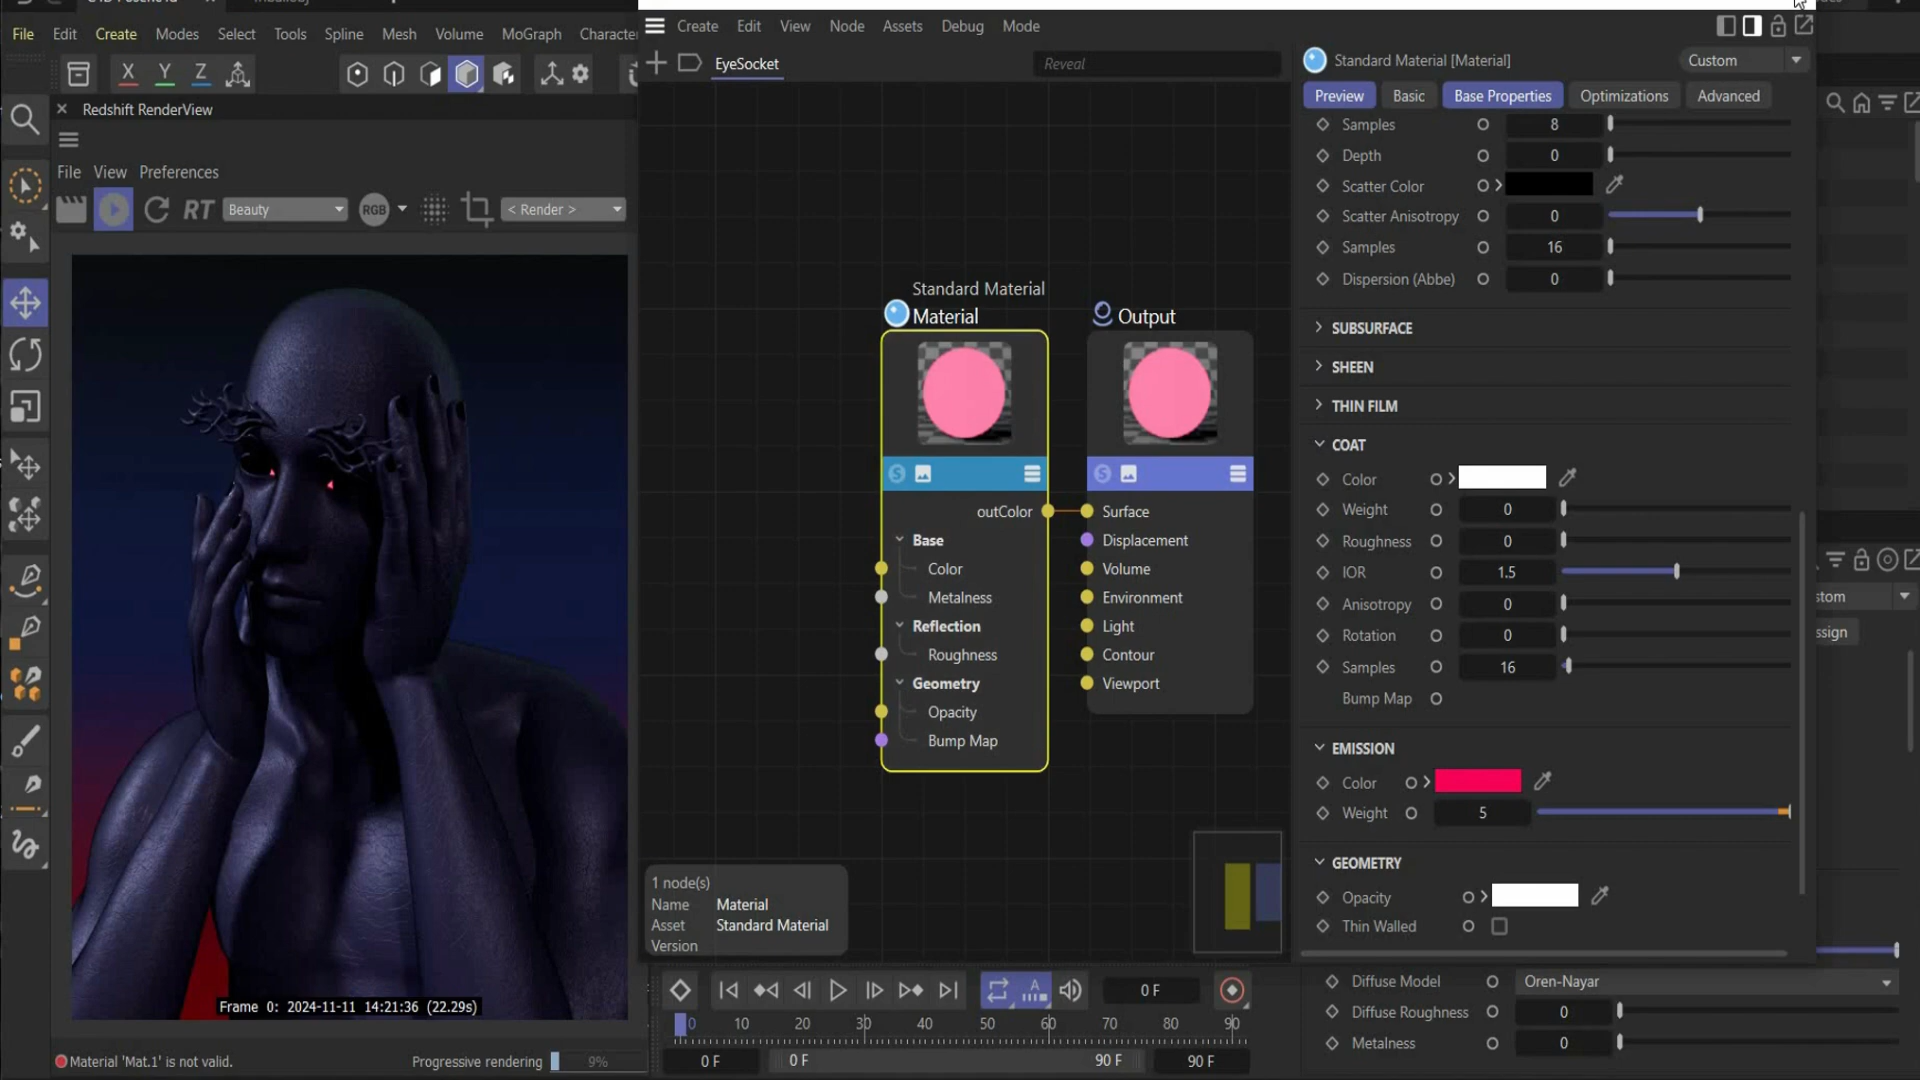 File Edit Create Modes Select Tools Spline Mesh Volume MoGraph Character
X Y Z
Redshift RenderView
File View Preferences
RT Beauty RGB < Render >
Frame 0: 2024-11-11 14:21:36 (22.29s)
Material 'Mat.1' is not valid.
Progressive rendering 9%
Create Edit View Node Assets Debug Mode
EyeSocket
Reveal
Standard Material
Material
outColor
Base
Color
Metalness
Reflection
Roughness
Geometry
Opacity
Bump Map
Output
Surface
Displacement
Volume
Environment
Light
Contour
Viewport
1 node(s)
Name Material
Asset Standard Material
Version
0 F
0 10 20 30 40 50 60 70 80 90
0 F 0 F 90 F 90 F
Standard Material [Material]
Custom
Preview Basic Base Properties Optimizations Advanced
Samples 8
Depth 0
Scatter Color
Scatter Anisotropy 0
Samples 16
Dispersion (Abbe) 0
SUBSURFACE
SHEEN
THIN FILM
COAT
Color
Weight 0
Roughness 0
IOR 1.5
Anisotropy 0
Rotation 0
Samples 16
Bump Map
EMISSION
Color
Weight 5
GEOMETRY
Opacity
Thin Walled
Diffuse Model Oren-Nayar
Diffuse Roughness 0
Metalness 0
stom
ssign